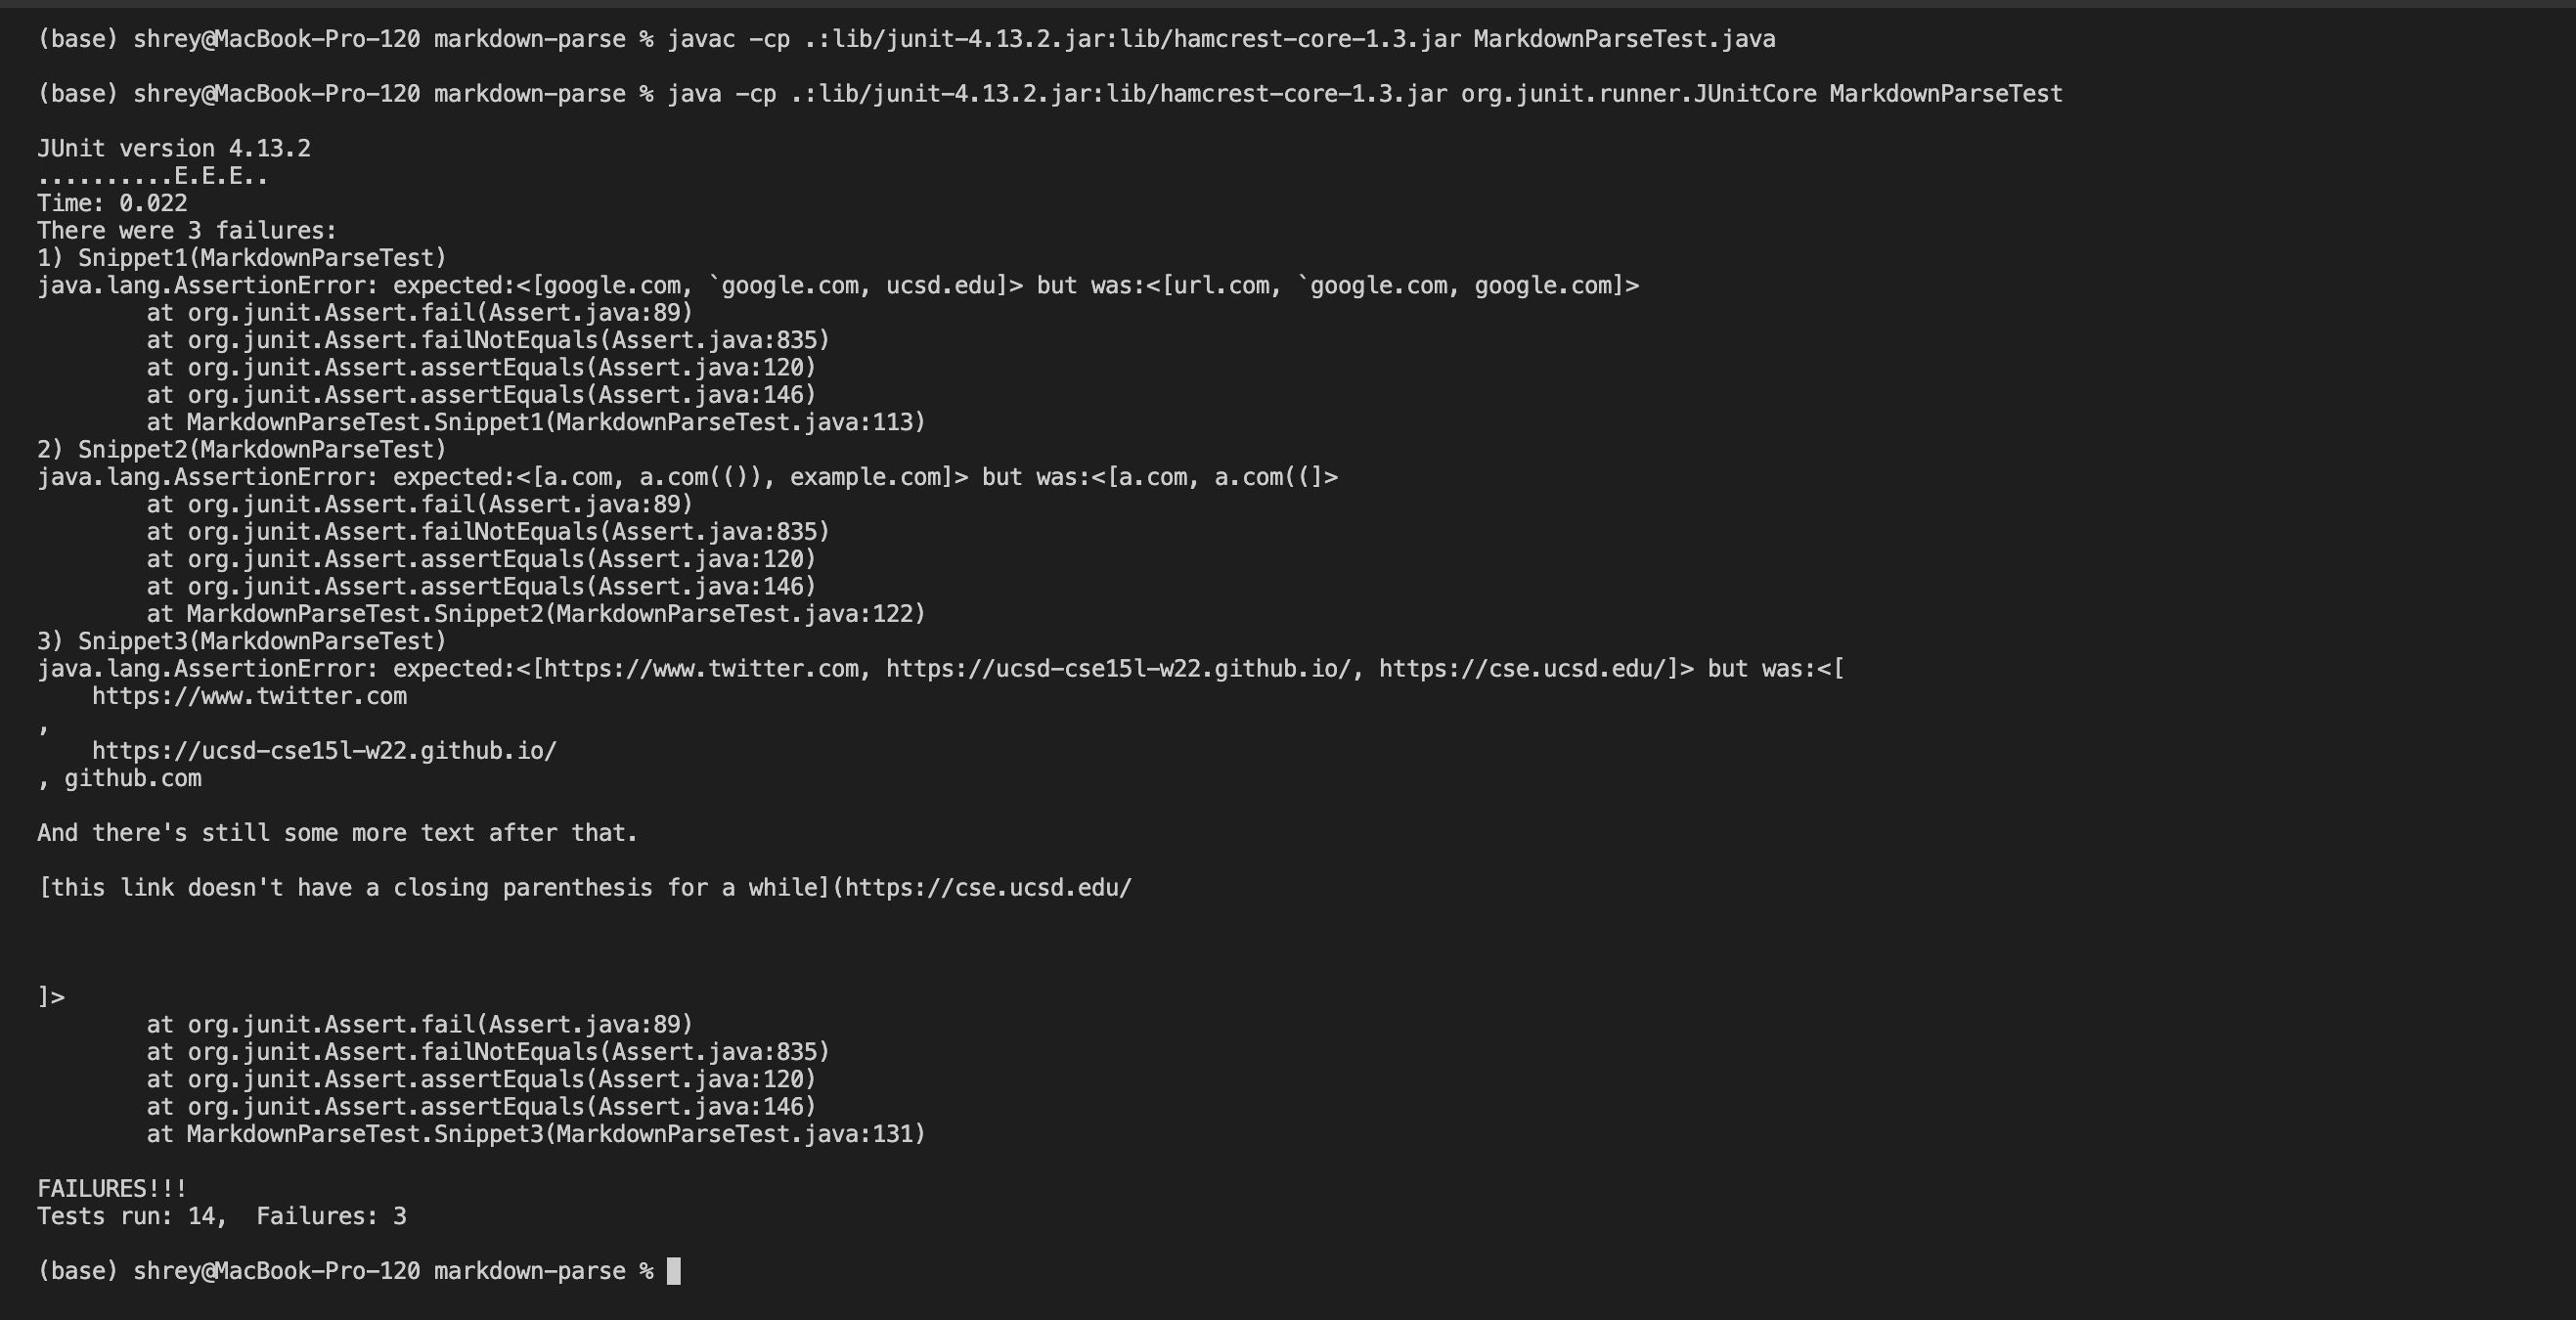 (base) shrey@MacBook-Pro-120 markdown-parse % javac -cp .:lib/junit-4.13.2.jar:lib/hamcrest-core-1.3.jar MarkdownParseTest.java
(base) shrey@MacBook-Pro-120 markdown-parse % java -cp .:lib/junit-4.13.2.jar:lib/hamcrest-core-1.3.jar org.junit.runner.JUnitCore MarkdownParseTest
JUnit version 4.13.2
..........E.E.E..
Time: 0.022
There were 3 failures:
1) Snippet1(MarkdownParseTest)
java.lang.AssertionError: expected:<[google.com, `google.com, ucsd.edu]> but was:<[url.com, `google.com, google.com]>
        at org.junit.Assert.fail(Assert.java:89)
        at org.junit.Assert.failNotEquals(Assert.java:835)
        at org.junit.Assert.assertEquals(Assert.java:120)
        at org.junit.Assert.assertEquals(Assert.java:146)
        at MarkdownParseTest.Snippet1(MarkdownParseTest.java:113)
2) Snippet2(MarkdownParseTest)
java.lang.AssertionError: expected:<[a.com, a.com(()), example.com]> but was:<[a.com, a.com((]>
        at org.junit.Assert.fail(Assert.java:89)
        at org.junit.Assert.failNotEquals(Assert.java:835)
        at org.junit.Assert.assertEquals(Assert.java:120)
        at org.junit.Assert.assertEquals(Assert.java:146)
        at MarkdownParseTest.Snippet2(MarkdownParseTest.java:122)
3) Snippet3(MarkdownParseTest)
java.lang.AssertionError: expected:<[https://www.twitter.com, https://ucsd-cse15l-w22.github.io/, https://cse.ucsd.edu/]> but was:<[
    https://www.twitter.com
,
    https://ucsd-cse15l-w22.github.io/
, github.com
And there's still some more text after that.
[this link doesn't have a closing parenthesis for a while](https://cse.ucsd.edu/
]>
        at org.junit.Assert.fail(Assert.java:89)
        at org.junit.Assert.failNotEquals(Assert.java:835)
        at org.junit.Assert.assertEquals(Assert.java:120)
        at org.junit.Assert.assertEquals(Assert.java:146)
        at MarkdownParseTest.Snippet3(MarkdownParseTest.java:131)
FAILURES!!!
Tests run: 14,  Failures: 3
(base) shrey@MacBook-Pro-120 markdown-parse %